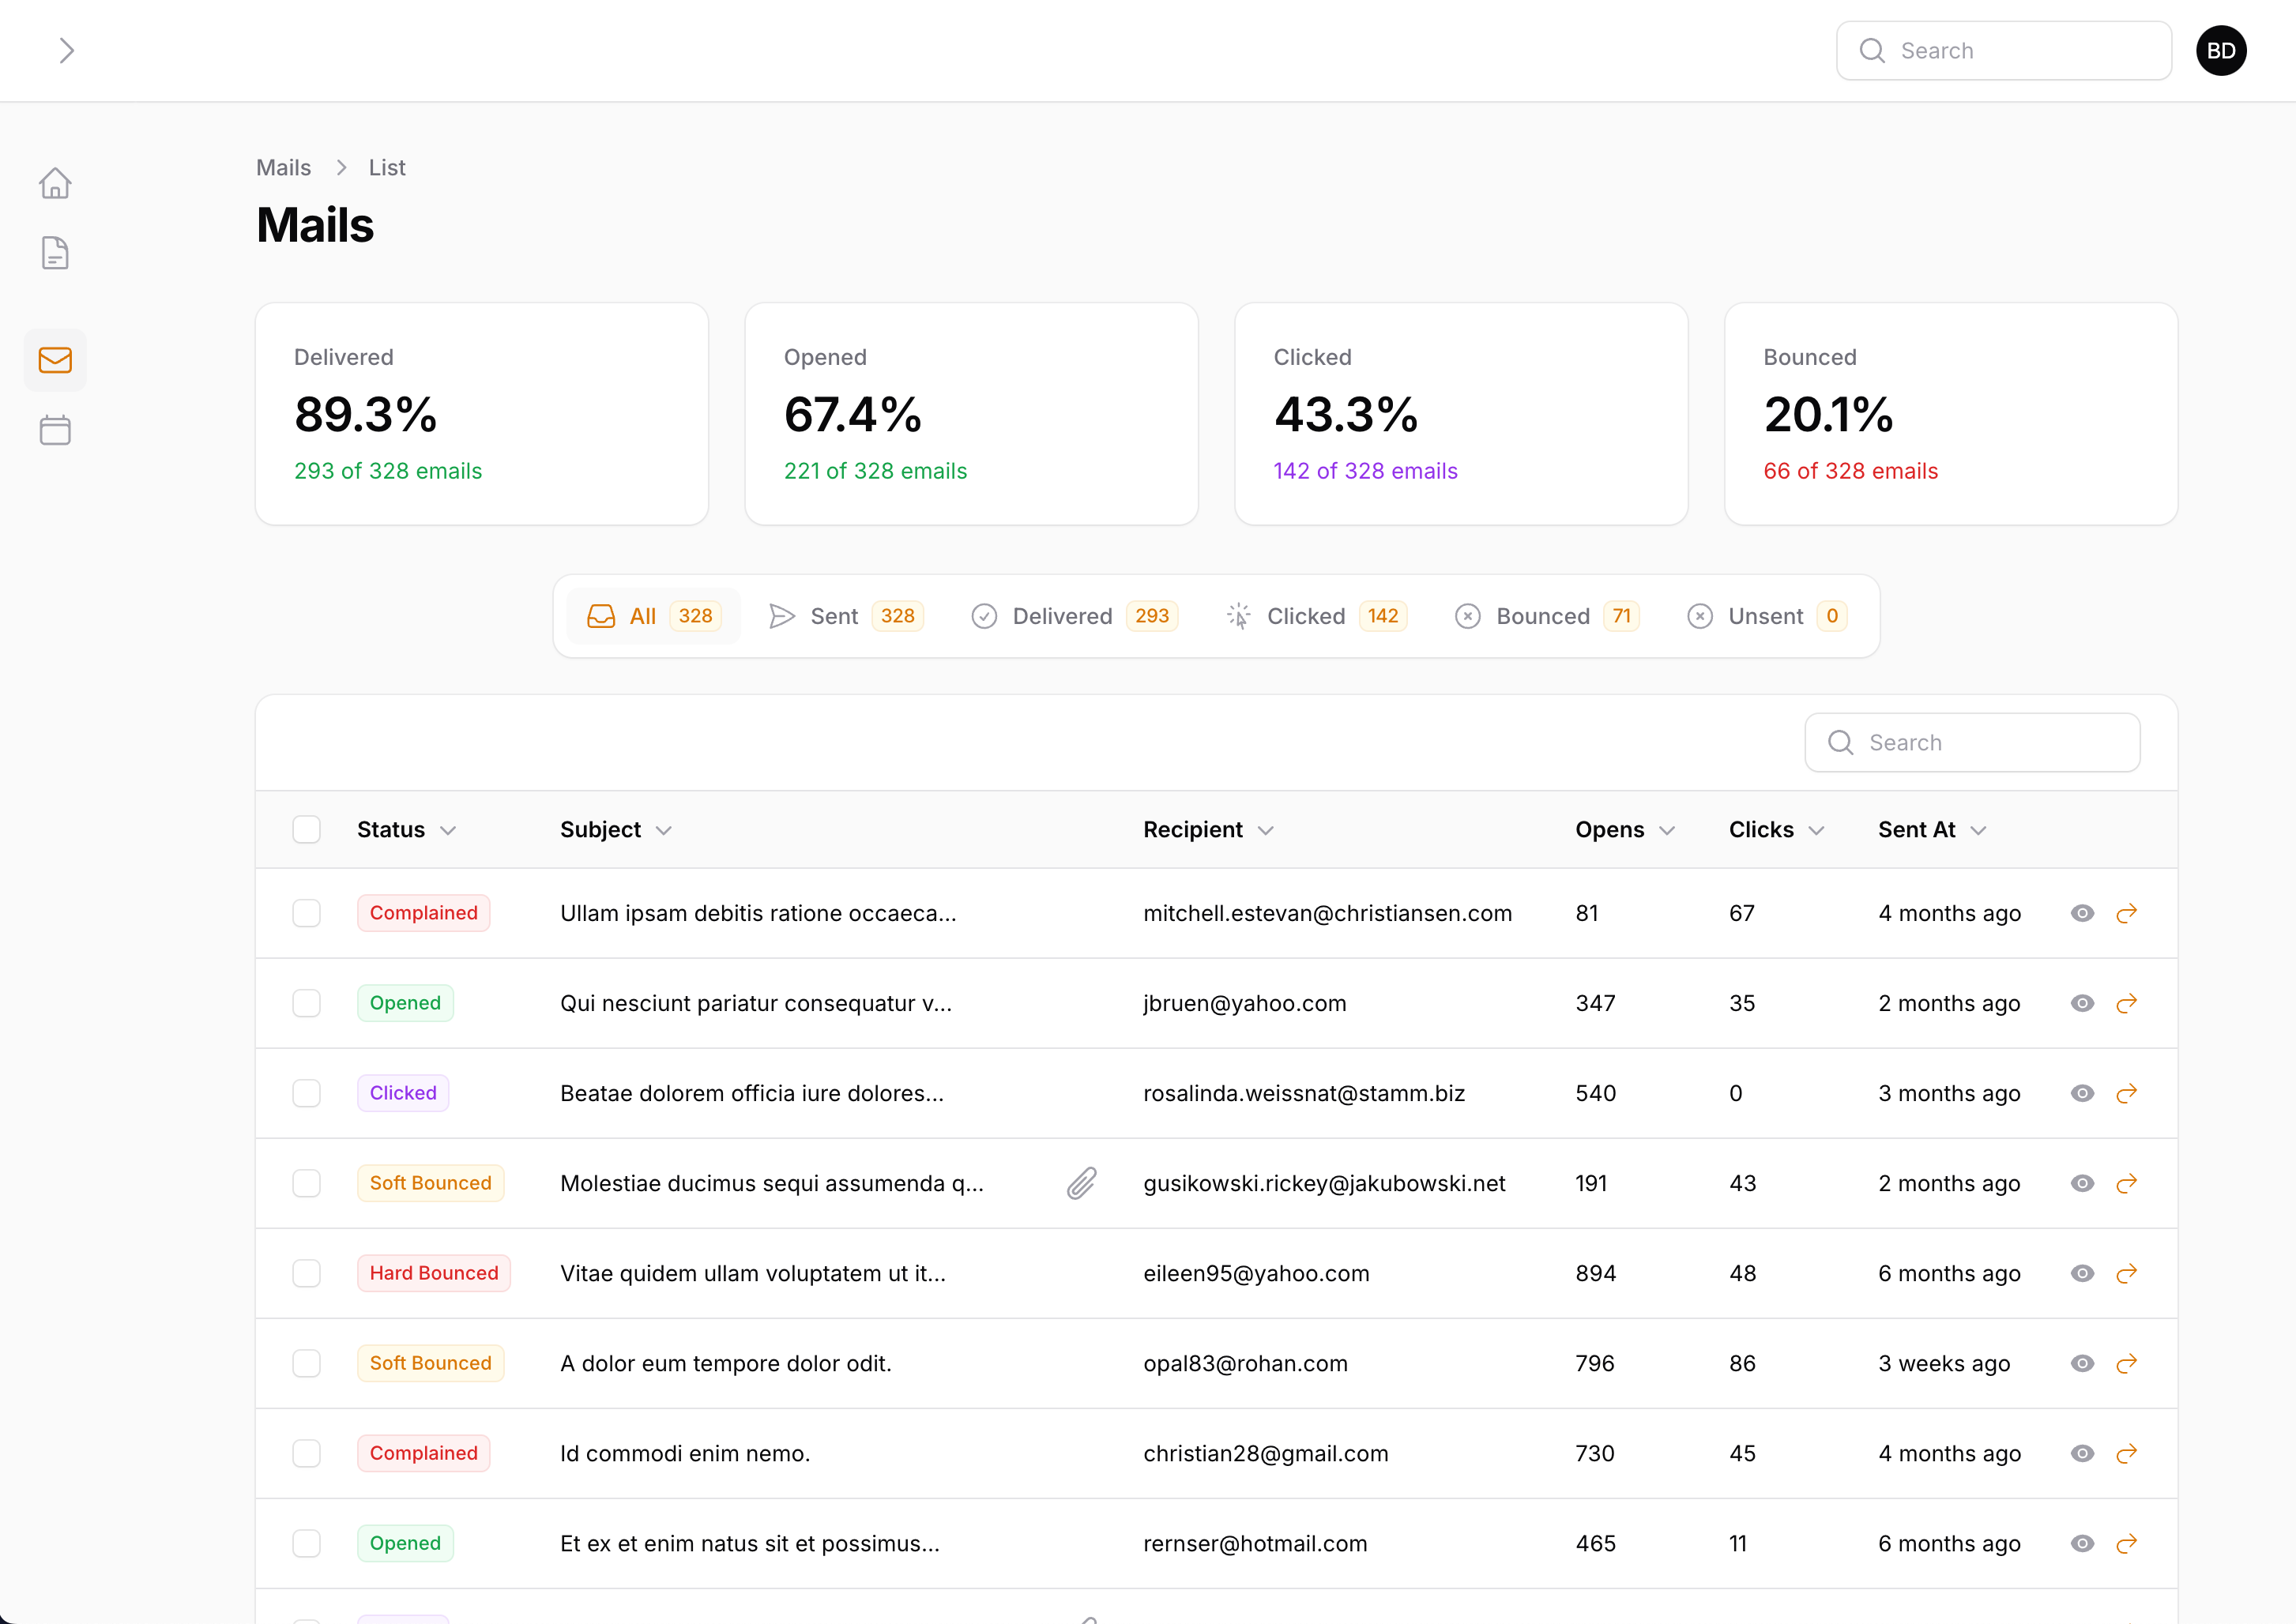 Search
BD
Mails > List
Mails
Delivered
89.3%
293 of 328 emails
Opened
67.4%
221 of 328 emails
Clicked
43.3%
142 of 328 emails
Bounced
20.1%
66 of 328 emails
All 328 Sent 328 Delivered 293 Clicked 142 Bounced 71 Unsent 0
Search
Status Subject Recipient Opens Clicks Sent At
Complained Ullam ipsam debitis ratione occaeca... mitchell.estevan@christiansen.com 81 67 4 months ago
Opened Qui nesciunt pariatur consequatur v... jbruen@yahoo.com 347 35 2 months ago
Clicked Beatae dolorem officia iure dolores... rosalinda.weissnat@stamm.biz 540 0 3 months ago
Soft Bounced Molestiae ducimus sequi assumenda q... gusikowski.rickey@jakubowski.net 191 43 2 months ago
Hard Bounced Vitae quidem ullam voluptatem ut it... eileen95@yahoo.com 894 48 6 months ago
Soft Bounced A dolor eum tempore dolor odit. opal83@rohan.com 796 86 3 weeks ago
Complained Id commodi enim nemo. christian28@gmail.com 730 45 4 months ago
Opened Et ex et enim natus sit et possimus... rernser@hotmail.com 465 11 6 months ago